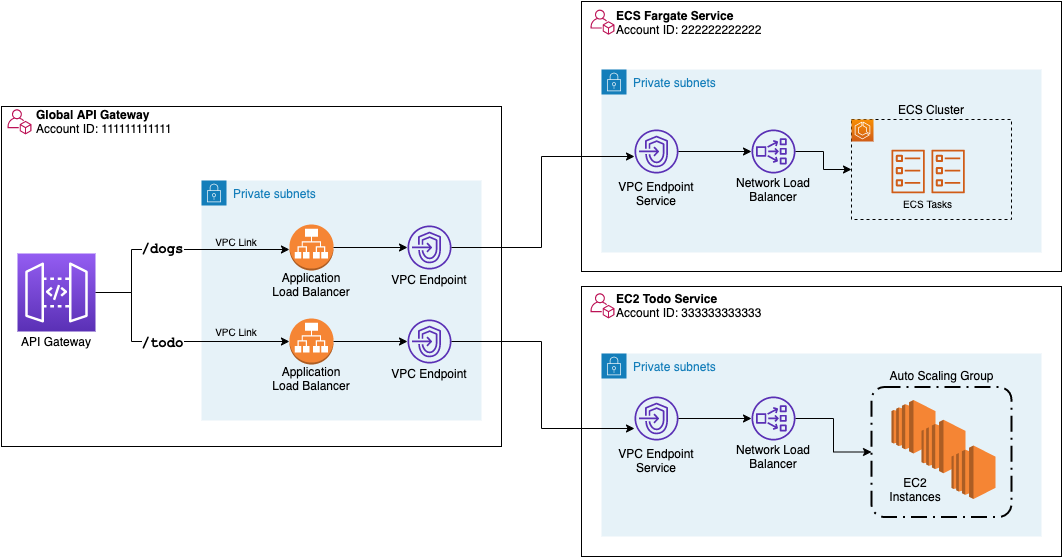 ECS Fargate Service
Account ID: 222222222222
Private subnets
ECS Cluster
VPC Endpoint
Service
Network Load
Balancer
ECS Tasks
Global API Gateway
Account ID: 111111111111
Private subnets
/dogs
VPC Link
Application
Load Balancer
VPC Endpoint
API Gateway
/todo
VPC Link
Application
Load Balancer
VPC Endpoint
EC2 Todo Service
Account ID: 333333333333
Private subnets
Auto Scaling Group
VPC Endpoint
Service
Network Load
Balancer
EC2
Instances